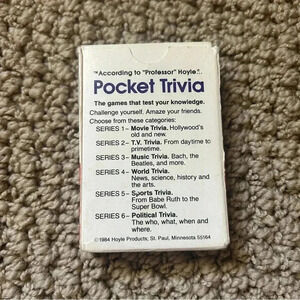 "According to "Professor" Hoyle"
Pocket Trivia
The games that test your knowledge.
Challenge yourself. Amaze your friends.
Choose from these categories:
SERIES 1– Movie Trivia. Hollywood's
old and new.
SERIES 2– T.V. Trivia. From daytime to
primetime.
SERIES 3– Music Trivia. Bach, the
Beatles, and more.
SERIES 4– World Trivia.
News, science, history and
the arts.
SERIES 5– Sports Trivia.
From Babe Ruth to the
Super Bowl.
SERIES 6– Political Trivia.
The who, what, when and
where.
©1984 Hoyle Products; St. Paul, Minnesota 55164